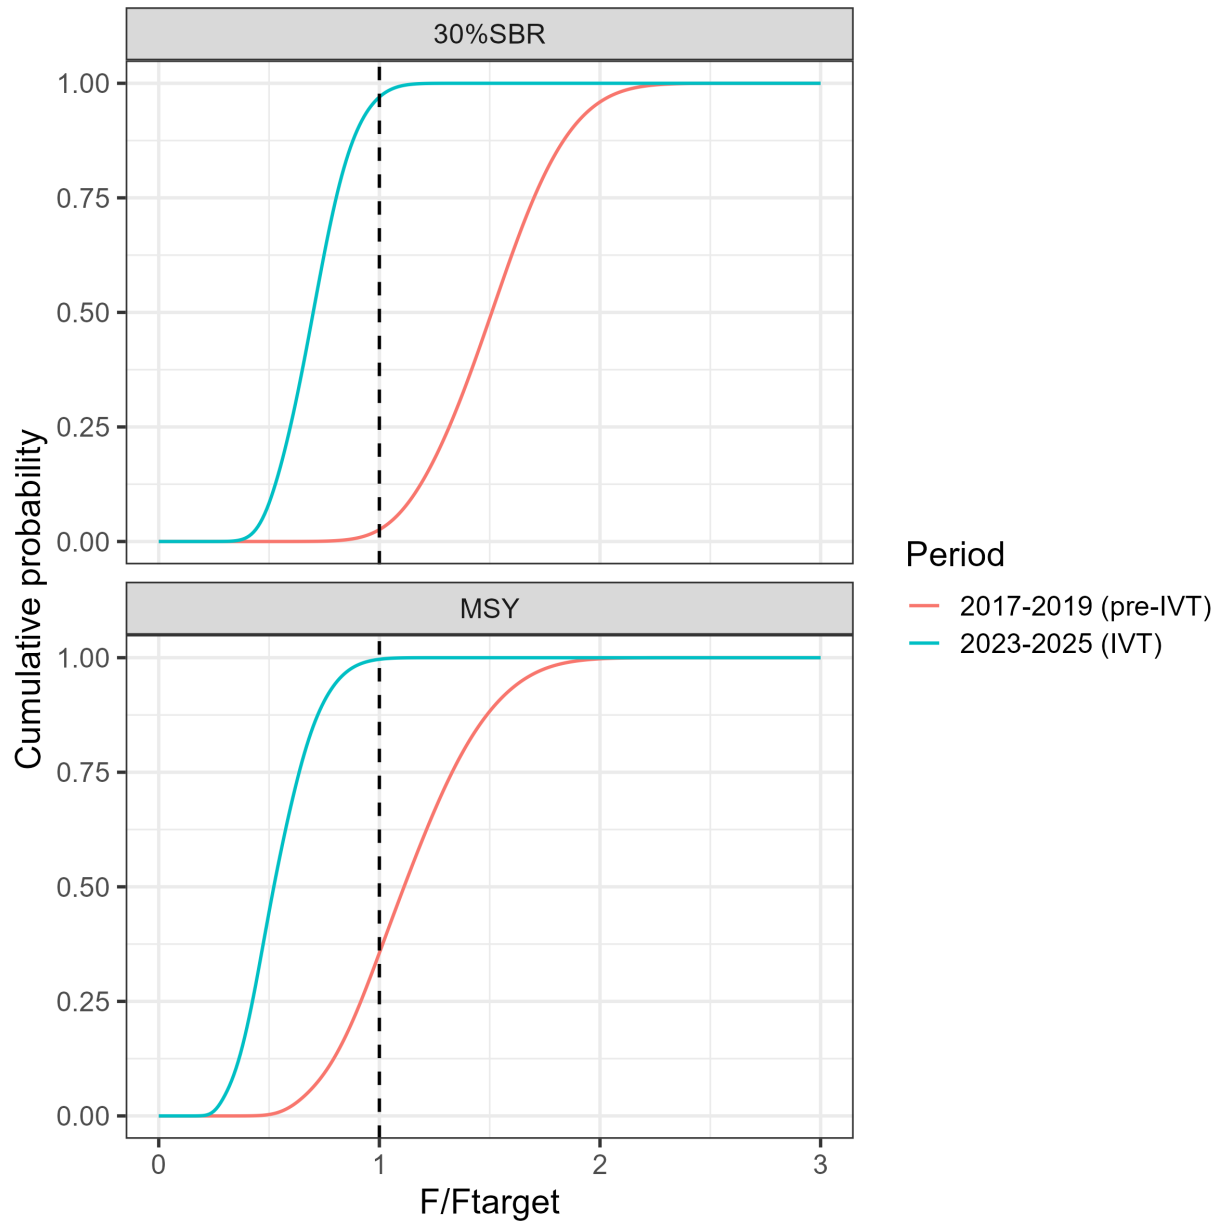 30%SBR
1.00
0.75
0.50
0.25
0.00
MSY
1.00
0.75
0.50
0.25
0.00
0 1 2 3
F/Ftarget
Cumulative probability
Period
2017-2019 (pre-IVT)
2023-2025 (IVT)